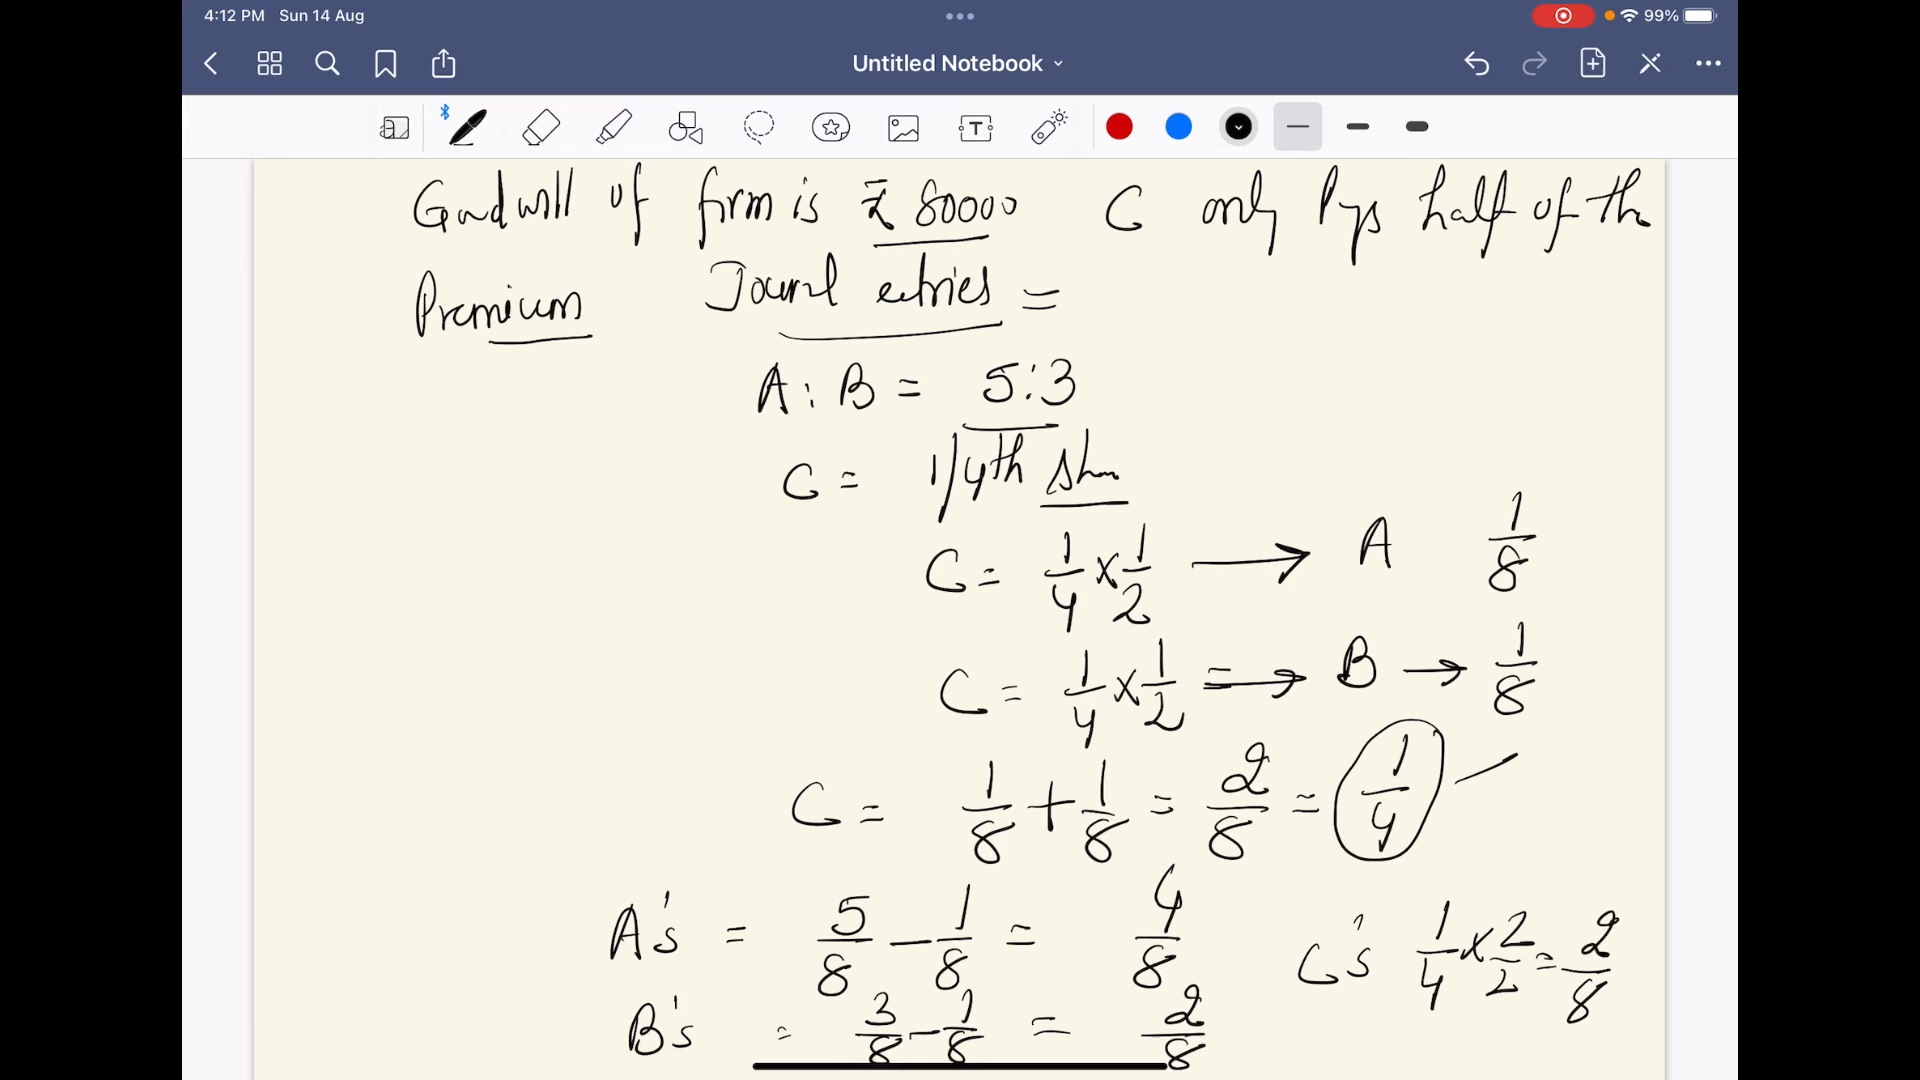 4:12 PM Sun 14 Aug
99%
Untitled Notebook
Goodwill of firm is ₹ 80000 C only Pys half of the
Premium Journl entries =
A : B = 5:3
C = 1/4th Share
C = 1/4 x 1/2 → A 1/8
C = 1/4 x 1/2 => B → 1/8
C = 1/8 + 1/8 = 2/8 = 1/4
A's = 5/8 - 1/8 = 4/8 C's 1/4 x 2/2 = 2/8
B's = 3/8 - 1/8 = 2/8